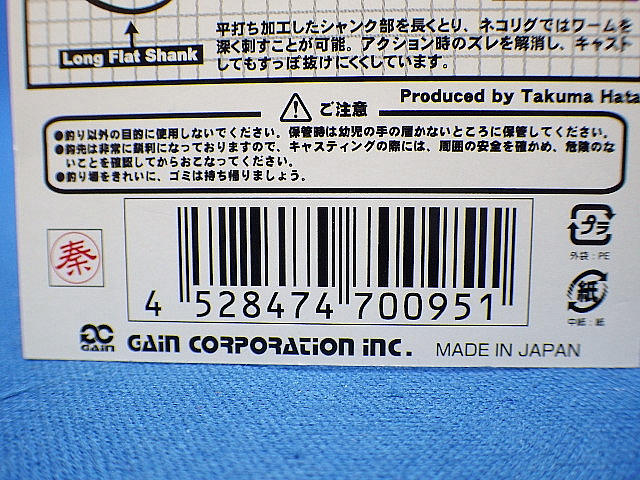 平打ち加工したシャンク部を長くとり、ネコリグではワームを
深く刺すことが可能。アクション時のズレを解消し、キャスト
してもすっぽ抜けにくくしています。
Long Flat Shank
Produced by Takuma Hata
ご注意
●釣り以外の目的に使用しないでください。保管時は幼児の手の届かないところに保管してください。
●釣先は非常に鋭利になっておりますので、キャスティングの際には、周囲の安全を確かめ、危険のな
いことを確認してからおこなってください。
●釣り場をきれいに、ゴミは持ち帰りましょう。
秦
4 528474 700951
プラ
外袋:PE
紙
中紙:紙
GAIN
GAIN CORPORATION INC.
MADE IN JAPAN